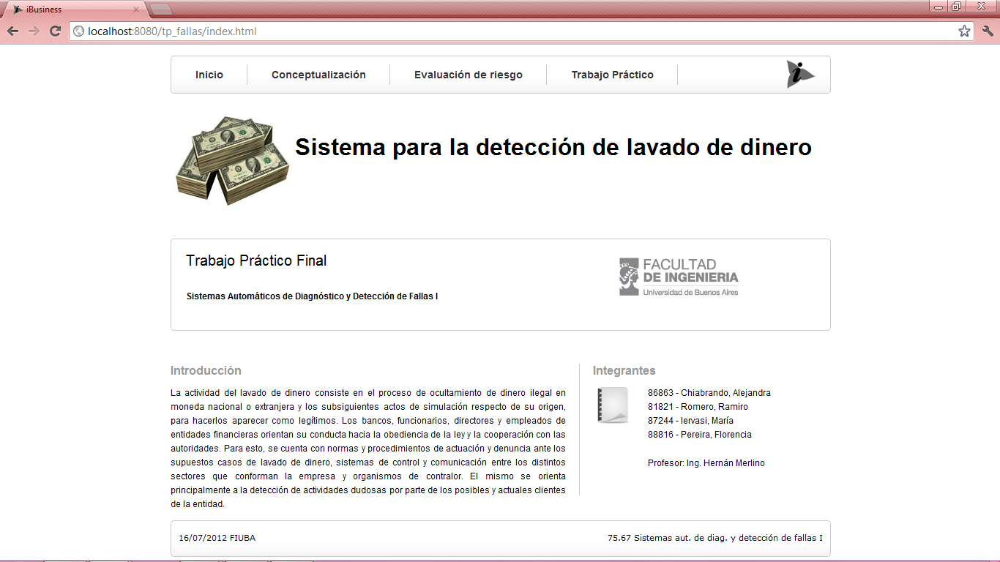 iBusiness
localhost:8080/tp_fallas/index.html
Inicio
Conceptualización
Evaluación de riesgo
Trabajo Práctico
Sistema para la detección de lavado de dinero
Trabajo Práctico Final
Sistemas Automáticos de Diagnóstico y Detección de Fallas I
FACULTAD
DE INGENIERIA
Universidad de Buenos Aires
Introducción
La actividad del lavado de dinero consiste en el proceso de ocultamiento de dinero ilegal en
moneda nacional o extranjera y los subsiguientes actos de simulación respecto de su origen,
para hacerlos aparecer como legítimos. Los bancos, funcionarios, directores y empleados de
entidades financieras orientan su conducta hacia la obediencia de la ley y la cooperación con las
autoridades. Para esto, se cuenta con normas y procedimientos de actuación y denuncia ante los
supuestos casos de lavado de dinero, sistemas de control y comunicación entre los distintos
sectores que conforman la empresa y organismos de contralor. El mismo se orienta
principalmente a la detección de actividades dudosas por parte de los posibles y actuales clientes
de la entidad.
Integrantes
86863 - Chiabrando, Alejandra
81821 - Romero, Ramiro
87244 - Iervasi, María
88816 - Pereira, Florencia
Profesor: Ing. Hernán Merlino
16/07/2012 FIUBA
75.67 Sistemas aut. de diag. y detección de fallas I